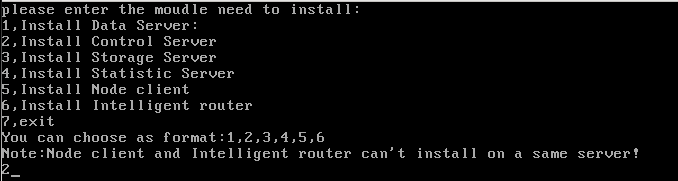 please enter the moudle need to install:
1,Install Data Server:
2,Install Control Server
3,Install Storage Server
4,Install Statistic Server
5,Install Node client
6,Install Intelligent router
7,exit
You can choose as format:1,2,3,4,5,6
Note:Node client and Intelligent router can't install on a same server!
2_